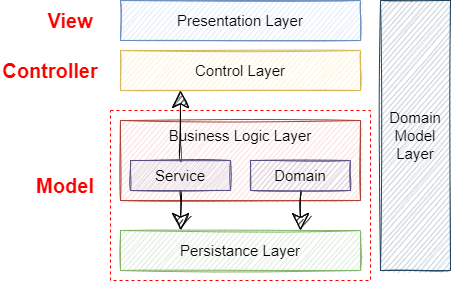 View
Presentation Layer
Controller
Control Layer
Domain
Model
Layer
Business Logic Layer
Model
Service
Domain
Persistance Layer